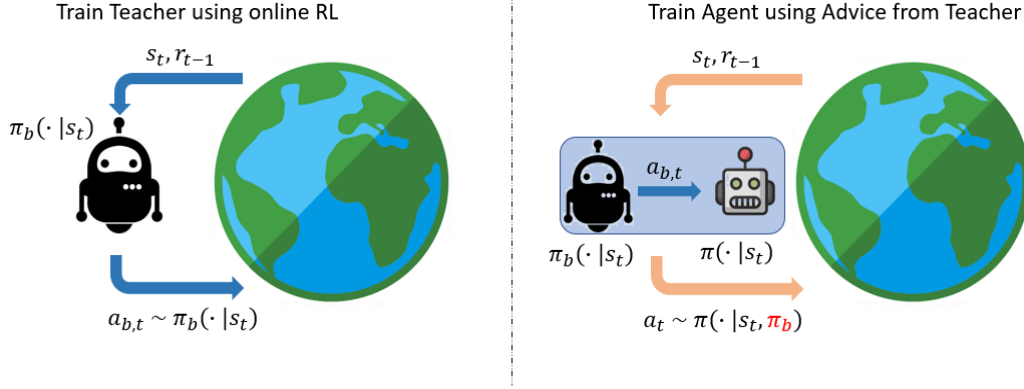 Train Teacher using online RL
s_t, r_{t−1}
π_b(· |s_t)
a_{b,t} ~ π_b(· |s_t)
Train Agent using Advice from Teacher
s_t, r_{t−1}
a_{b,t}
π_b(· |s_t)
π(· |s_t)
a_t ~ π(· |s_t, π_b)